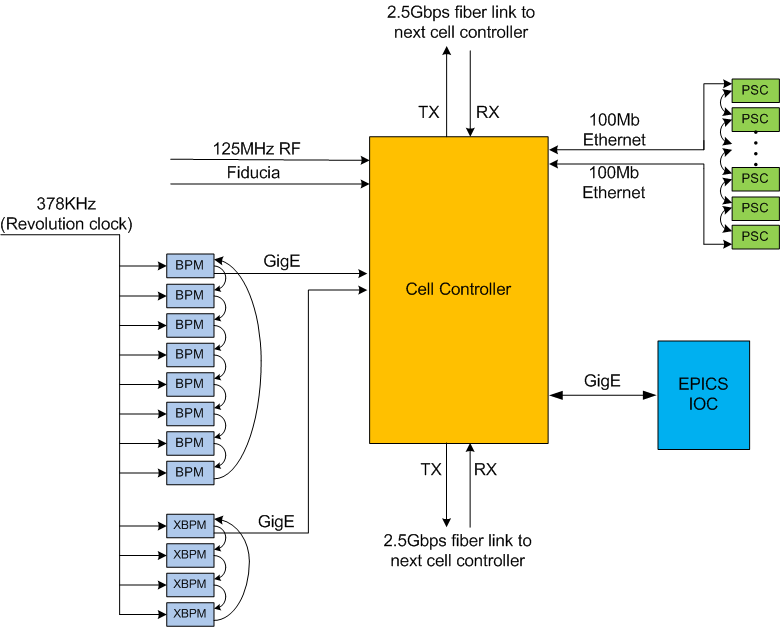 2.5Gbps fiber link to
next cell controller
TX
RX
100Mb
Ethernet
100Mb
Ethernet
PSC
PSC
PSC
PSC
PSC
125MHz RF
Fiducia
378KHz
(Revolution clock)
BPM
BPM
BPM
BPM
BPM
BPM
BPM
BPM
GigE
Cell Controller
GigE
EPICS
IOC
XBPM
XBPM
XBPM
XBPM
GigE
TX
RX
2.5Gbps fiber link to
next cell controller